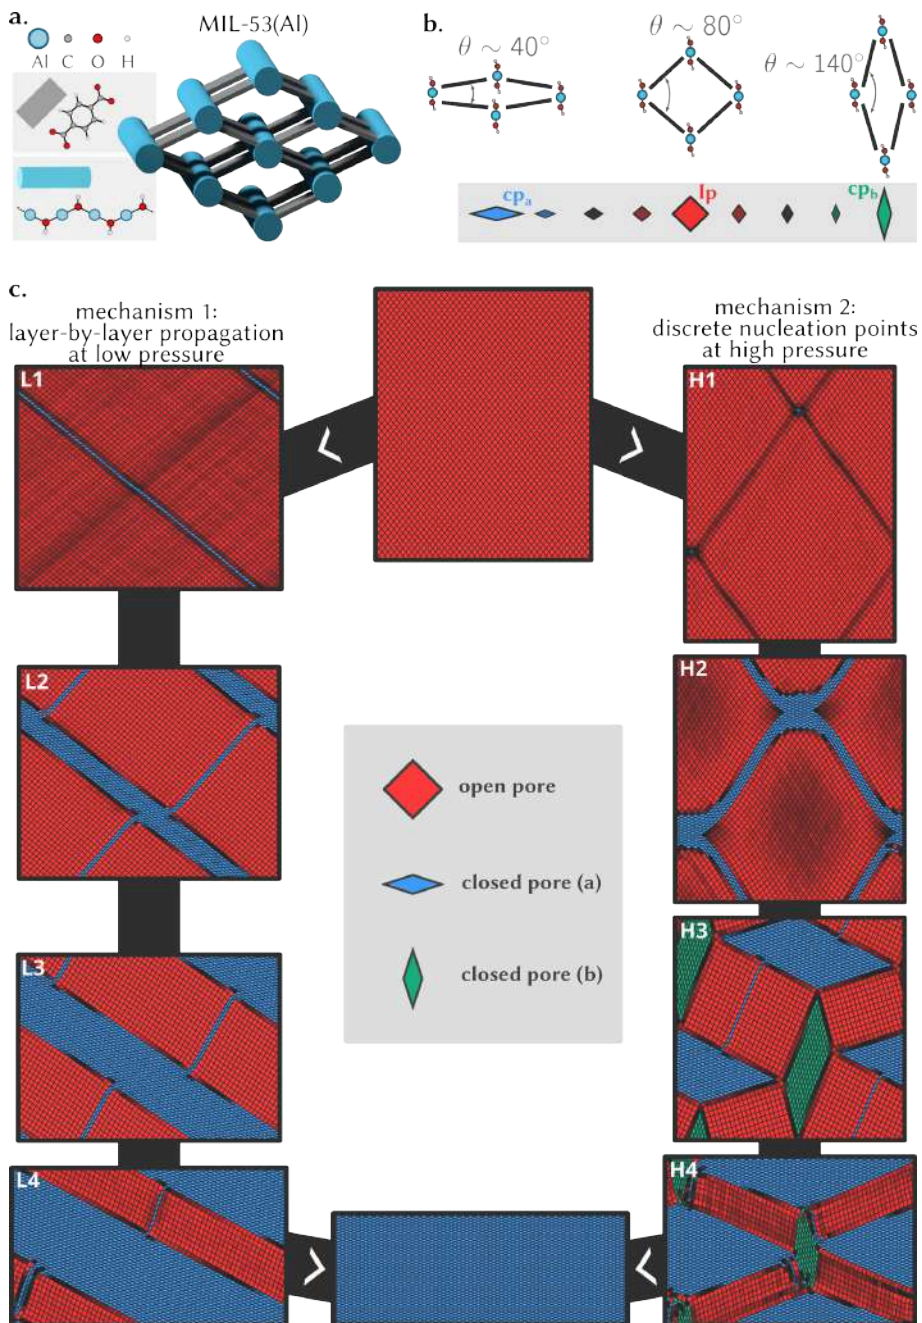 a.
MIL-53(Al)
Al C O H
b.
θ ∼ 40°
θ ∼ 80°
θ ∼ 140°
cpa
lp
cpb
c.
mechanism 1:
layer-by-layer propagation
at low pressure
mechanism 2:
discrete nucleation points
at high pressure
L1
H1
L2
H2
open pore
closed pore (a)
closed pore (b)
L3
H3
L4
H4